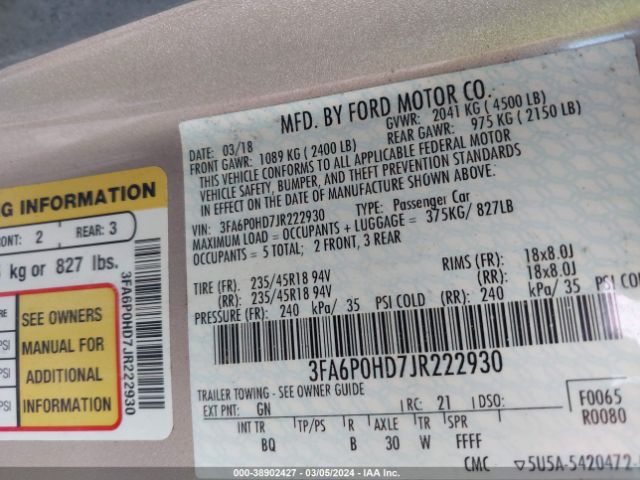 MFD. BY FORD MOTOR CO.
DATE: 03/18 GVWR: 2041 KG ( 4500 LB)
FRONT GAWR: 1089 KG ( 2400 LB) REAR GAWR: 975 KG ( 2150 LB)
THIS VEHICLE CONFORMS TO ALL APPLICABLE FEDERAL MOTOR
VEHICLE SAFETY, BUMPER, AND THEFT PREVENTION STANDARDS
IN EFFECT ON THE DATE OF MANUFACTURE SHOWN ABOVE.
VIN: 3FA6P0HD7JR222930 TYPE: Passenger Car
MAXIMUM LOAD = OCCUPANTS + LUGGAGE = 375KG/ 827LB
OCCUPANTS = 5 TOTAL; 2 FRONT, 3 REAR
TIRE (FR): 235/45R18 94V RIMS (FR): 18x8.0J
(RR): 235/45R18 94V (RR): 18x8.0J
PRESSURE (FR): 240 kPa/ 35 PSI COLD (RR): 240 kPa/ 35 PSI COLD
3FA6P0HD7JR222930
TRAILER TOWING - SEE OWNER GUIDE
EXT PNT: GN RC: 21 DSO:
F0065
R0080
INT TR TP/PS R AXLE TR SPR
BQ B 30 W FFFF
CMC 5U5A-5420472-
G INFORMATION
RONT: 2 REAR: 3
kg or 827 lbs.
RE
PSI
PSI
PSI
SEE OWNERS
MANUAL FOR
ADDITIONAL
INFORMATION
3FA6P0HD7JR222930
000-38902427 - 03/05/2024 - IAA Inc.